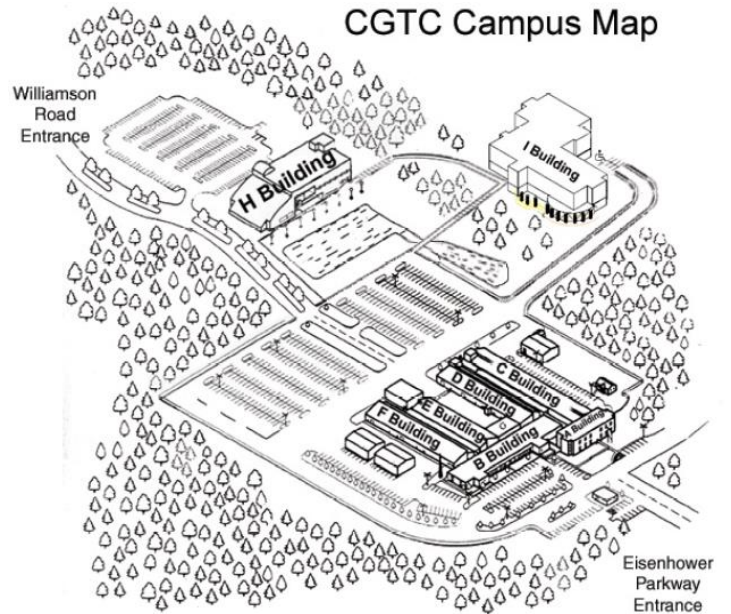 CGTC Campus Map
Williamson
Road
Entrance
H Building
I Building
C Building
D Building
E Building
F Building
A Building
B Building
Eisenhower
Parkway
Entrance